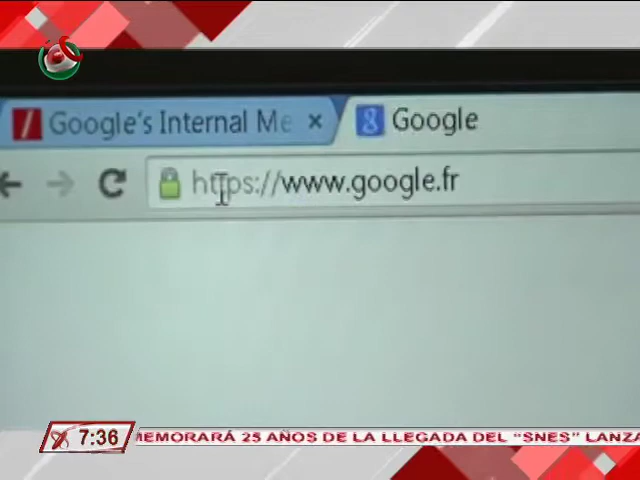 Google's Internal Me × Google
https://www.google.fr
7:36 MEMORARÁ 25 AÑOS DE LA LLEGADA DEL "SNES" LANZA